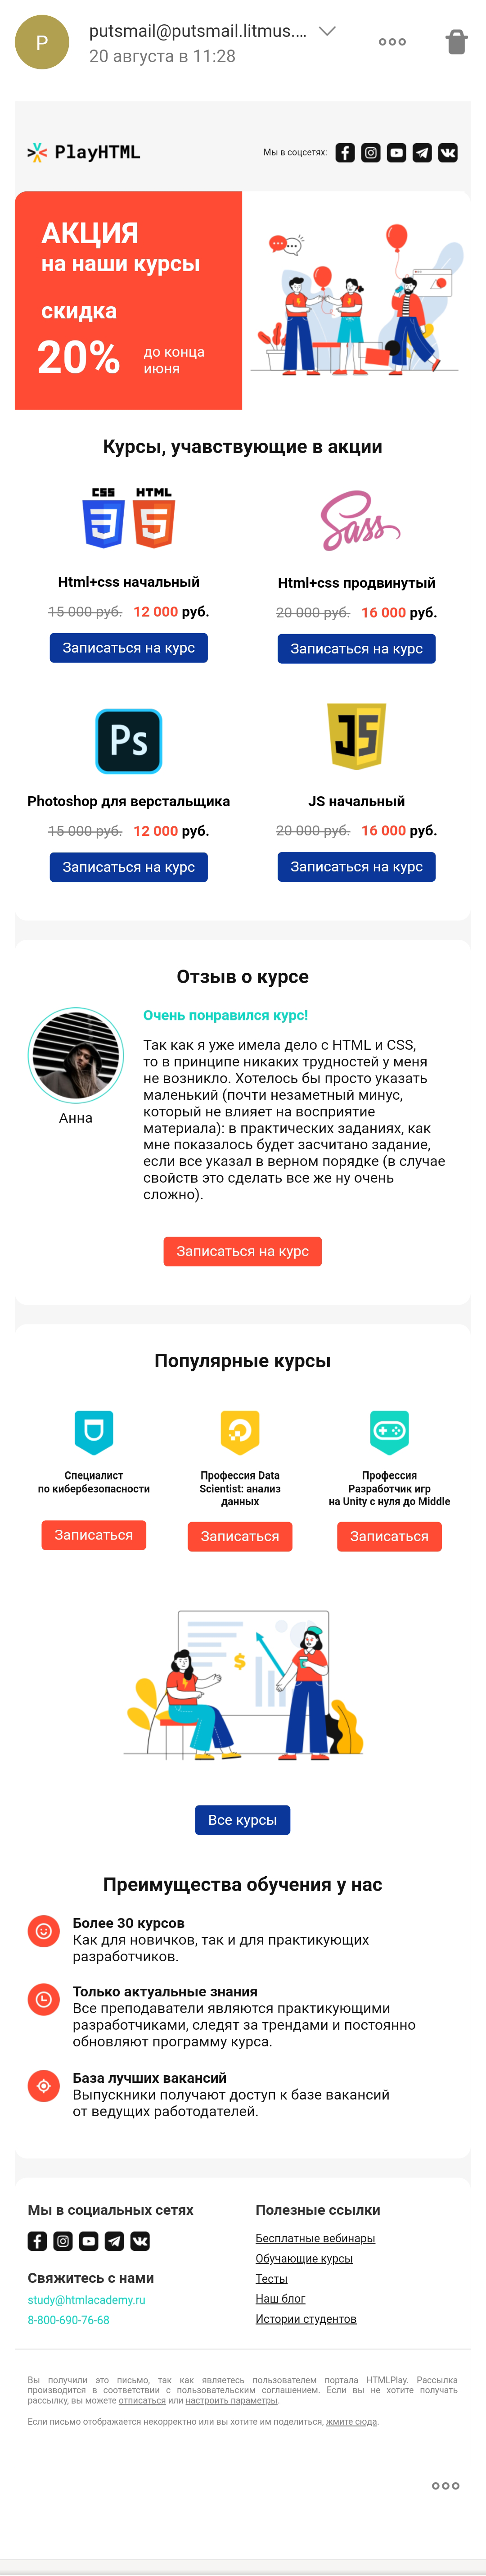 P
putsmail@putsmail.litmus....
20 августа в 11:28
PlayHTML
Мы в соцсетях:
АКЦИЯ
на наши курсы
скидка
20%
до конца
июня
Курсы, учавствующие в акции
CSS HTML
3 5
Sass
Html+css начальный
Html+css продвинутый
15 000 руб. 12 000 руб.
20 000 руб. 16 000 руб.
Записаться на курс
Записаться на курс
Ps
JS
Photoshop для верстальщика
JS начальный
15 000 руб. 12 000 руб.
20 000 руб. 16 000 руб.
Записаться на курс
Записаться на курс
Отзыв о курсе
Очень понравился курс!
Так как я уже имела дело с HTML и CSS,
то в принципе никаких трудностей у меня
не возникло. Хотелось бы просто указать
маленький (почти незаметный минус,
который не влияет на восприятие
материала): в практических заданиях, как
мне показалось будет засчитано задание,
если все указал в верном порядке (в случае
свойств это сделать все же ну очень
сложно).
Анна
Записаться на курс
Популярные курсы
Специалист
по кибербезопасности
Профессия Data
Scientist: анализ
данных
Профессия
Разработчик игр
на Unity с нуля до Middle
Записаться
Записаться
Записаться
$
Все курсы
Преимущества обучения у нас
Более 30 курсов
Как для новичков, так и для практикующих
разработчиков.
Только актуальные знания
Все преподаватели являются практикующими
разработчиками, следят за трендами и постоянно
обновляют программу курса.
База лучших вакансий
Выпускники получают доступ к базе вакансий
от ведущих работодателей.
Мы в социальных сетях
Свяжитесь с нами
study@htmlacademy.ru
8-800-690-76-68
Полезные ссылки
Бесплатные вебинары
Обучающие курсы
Тесты
Наш блог
Истории студентов
Вы получили это письмо, так как являетесь пользователем портала HTMLPlay. Рассылка
производится в соответствии с пользовательским соглашением. Если вы не хотите получать
рассылку, вы можете отписаться или настроить параметры.
Если письмо отображается некорректно или вы хотите им поделиться, жмите сюда.